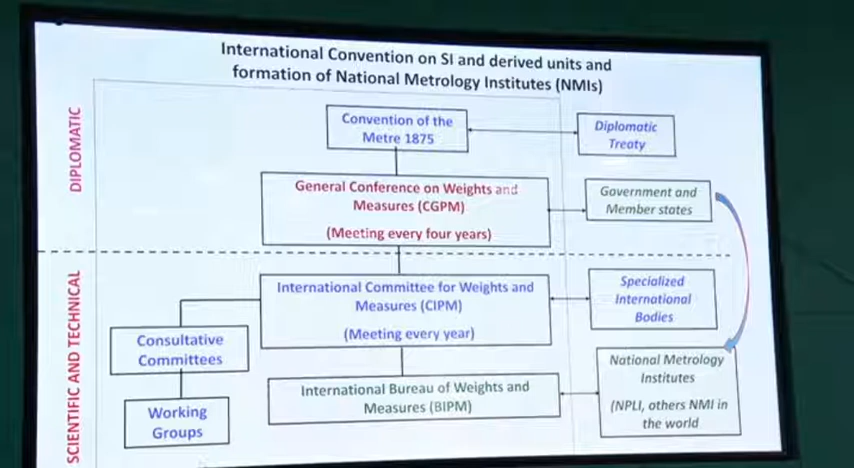 International Convention on SI and derived units and
formation of National Metrology Institutes (NMIs)
DIPLOMATIC
Convention of the
Metre 1875
Diplomatic
Treaty
General Conference on Weights and
Measures (CGPM)
(Meeting every four years)
Government and
Member states
SCIENTIFIC AND TECHNICAL
International Committee for Weights and
Measures (CIPM)
(Meeting every year)
Specialized
International
Bodies
Consultative
Committees
International Bureau of Weights and
Measures (BIPM)
National Metrology
Institutes
(NPLI, others NMI in
the world
Working
Groups